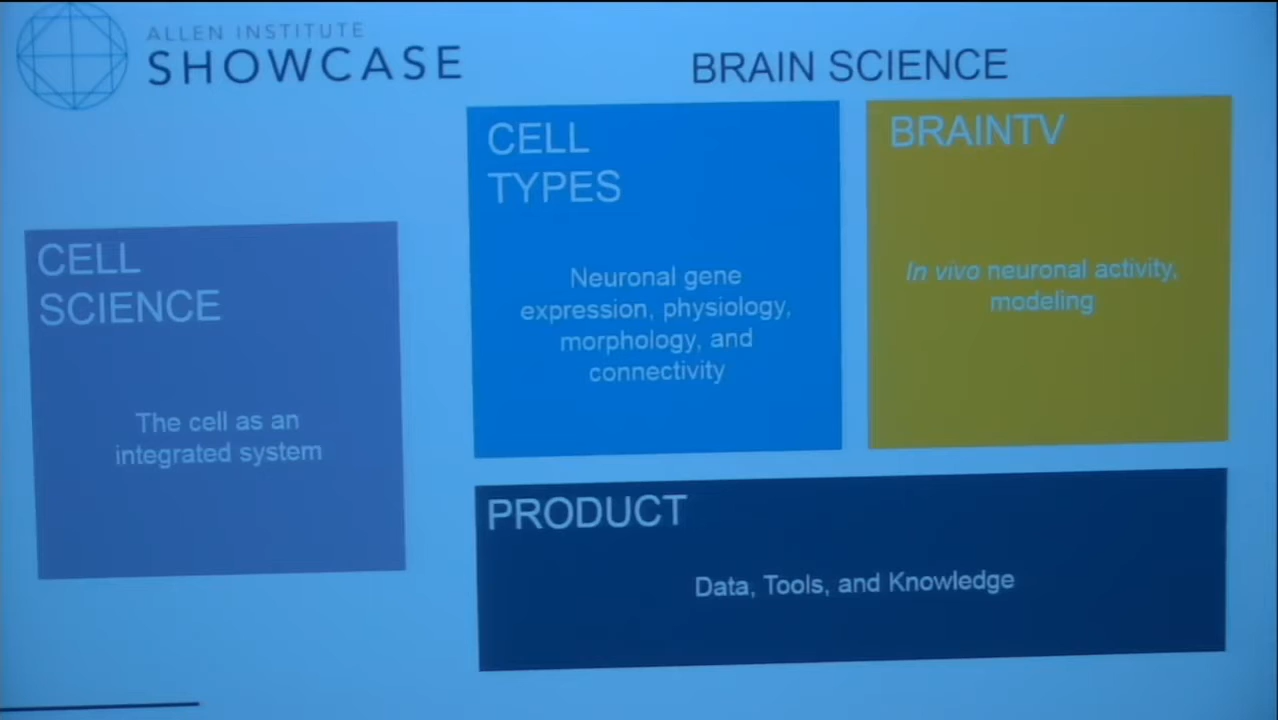 ALLEN INSTITUTE
SHOWCASE
BRAIN SCIENCE
CELL
SCIENCE
The cell as an
integrated system
CELL
TYPES
Neuronal gene
expression, physiology,
morphology, and
connectivity
BRAINTV
In vivo neuronal activity,
modeling
PRODUCT
Data, Tools, and Knowledge